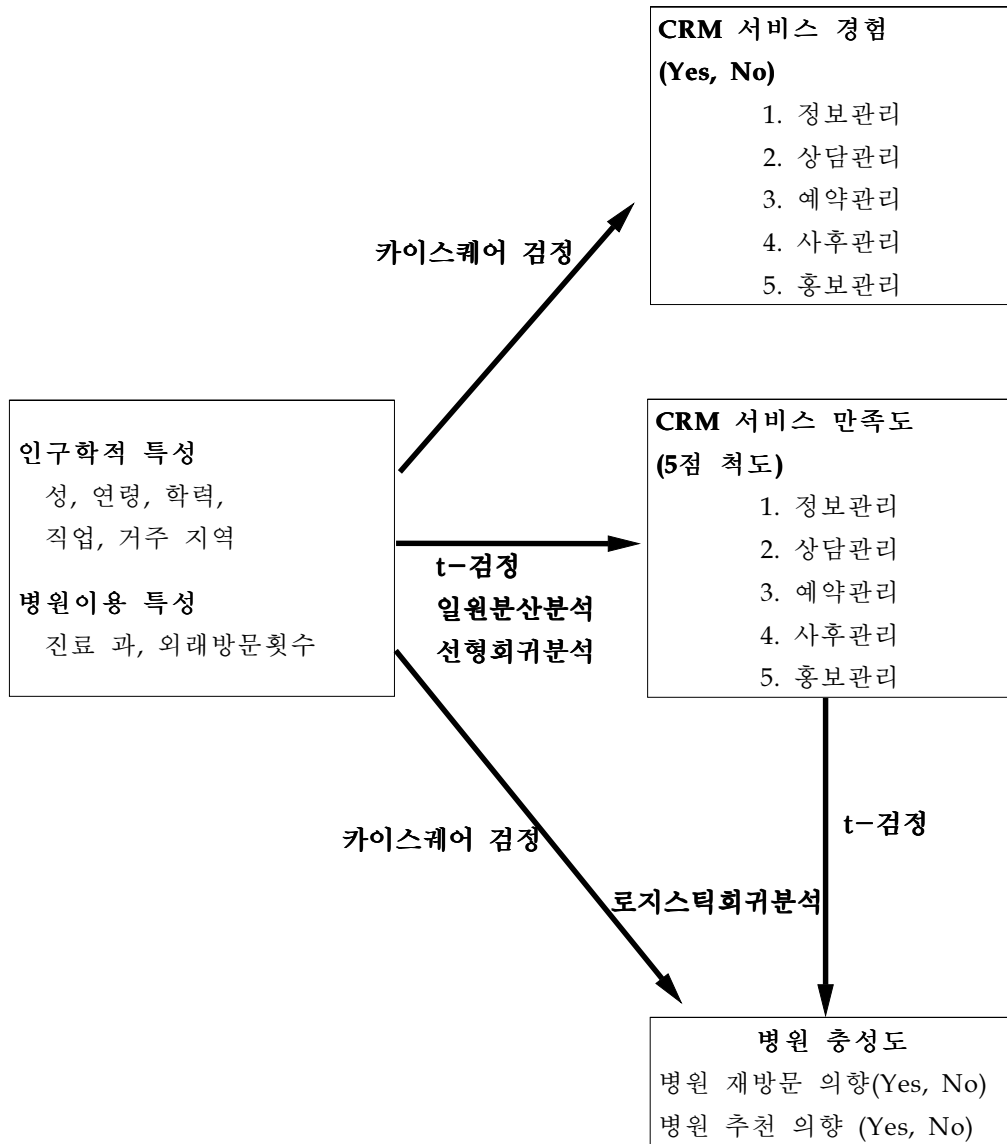 CRM 서비스 경험
(Yes, No)
1. 정보관리
2. 상담관리
3. 예약관리
4. 사후관리
5. 홍보관리
카이스퀘어 검정
인구학적 특성
성, 연령, 학력,
직업, 거주 지역
병원이용 특성
진료 과, 외래방문횟수
t-검정
일원분산분석
선형회귀분석
CRM 서비스 만족도
(5점 척도)
1. 정보관리
2. 상담관리
3. 예약관리
4. 사후관리
5. 홍보관리
카이스퀘어 검정
t-검정
로지스틱회귀분석
병원 충성도
병원 재방문 의향(Yes, No)
병원 추천 의향 (Yes, No)